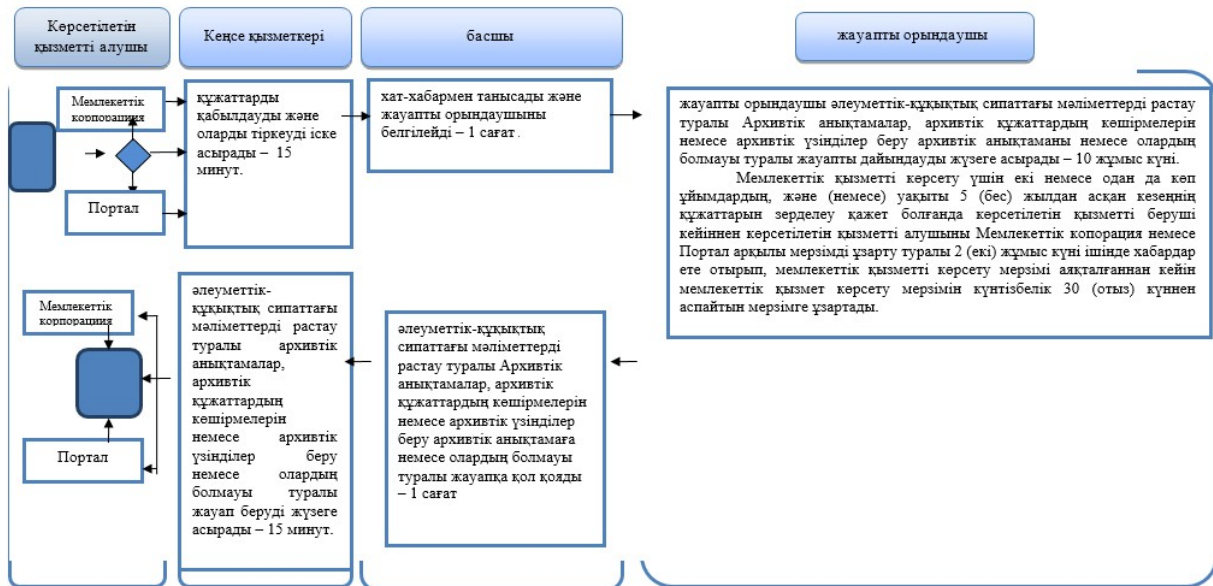 Көрсетілетін
қызметті алушы
Кеңсе қызметкері
басшы
жауапты орындаушы
Мемлекеттік
корпорациия
Портал
құжаттарды
қабылдауды және
оларды тіркеуді іске
асырады – 15
минут.
хат-хабармен танысады және
жауапты орындаушыны
белгілейді – 1 сағат .
жауапты орындаушы әлеуметтік-құқықтық сипаттағы мәліметтерді растау
туралы Архивтік анықтамалар, архивтік құжаттардың көшірмелерін
немесе архивтік үзінділер беру архивтік анықтаманы немесе олардың
болмауы туралы жауапты дайындауды жүзеге асырады – 10 жұмыс күні.
Мемлекеттік қызметті көрсету үшін екі немесе одан да көп
ұйымдардың, және (немесе) уақыты 5 (бес) жылдан асқан кезеңнің
құжаттарын зерделеу қажет болғанда көрсетілетін қызметті беруші
кейіннен көрсетілетін қызметті алушыны Мемлекеттік копорация немесе
Портал арқылы мерзімді ұзарту туралы 2 (екі) жұмыс күні ішінде хабардар
ете отырып, мемлекеттік қызметті көрсету мерзімі аяқталғаннан кейін
мемлекеттік қызмет көрсету мерзімін күнтізбелік 30 (отыз) күннен
аспайтын мерзімге ұзартады.
Мемлекеттік
корпорациия
Портал
әлеуметтік-
құқықтық сипаттағы
мәліметтерді растау
туралы архивтік
анықтамалар,
архивтік
құжаттардың
көшірмелерін
немесе архивтік
үзінділер беру
немесе олардың
болмауы туралы
жауап беруді жүзеге
асырады – 15 минут.
әлеуметтік-құқықтық
сипаттағы мәліметтерді
растау туралы Архивтік
анықтамалар, архивтік
құжаттардың көшірмелерін
немесе архивтік үзінділер
беру архивтік анықтамаға
немесе олардың болмауы
туралы жауапқа қол қояды
– 1 сағат